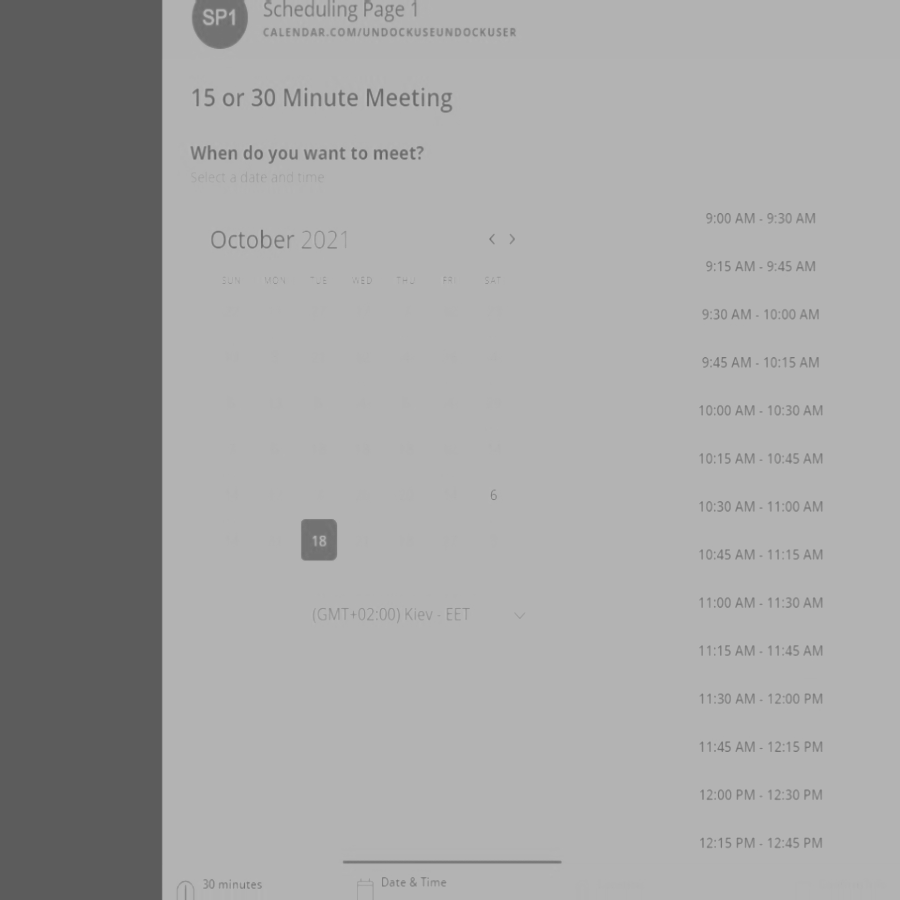 SP1
Scheduling Page 1
CALENDAR.COM/UNDOCKUSEUNDOCKUSER
15 or 30 Minute Meeting
When do you want to meet?
Select a date and time
October 2021
SUN MON TUE WED THU FRI SAT
6
18
(GMT+02:00) Kiev - EET
9:00 AM - 9:30 AM
9:15 AM - 9:45 AM
9:30 AM - 10:00 AM
9:45 AM - 10:15 AM
10:00 AM - 10:30 AM
10:15 AM - 10:45 AM
10:30 AM - 11:00 AM
10:45 AM - 11:15 AM
11:00 AM - 11:30 AM
11:15 AM - 11:45 AM
11:30 AM - 12:00 PM
11:45 AM - 12:15 PM
12:00 PM - 12:30 PM
12:15 PM - 12:45 PM
30 minutes
Date & Time